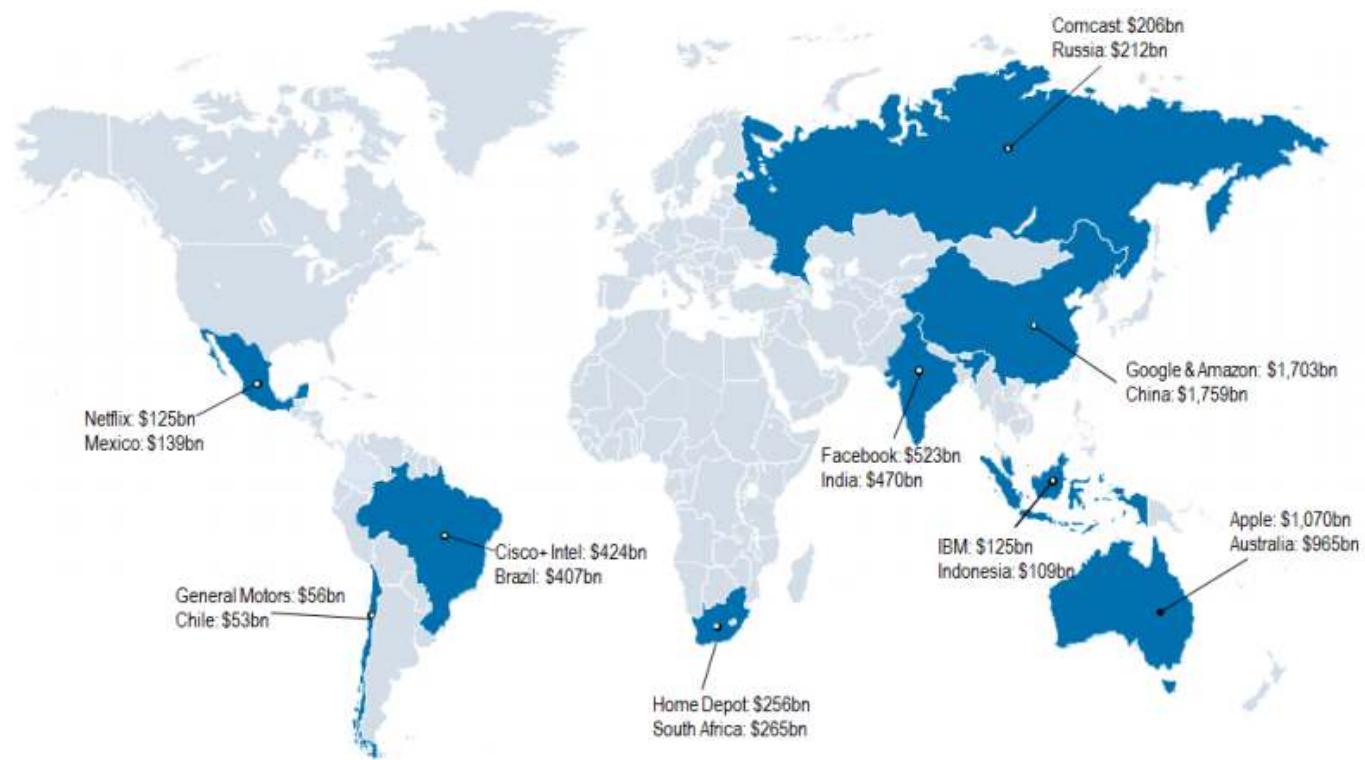 Comcast: $206bn
Russia: $212bn
Google & Amazon: $1,703bn
China: $1,759bn
Netflix: $125bn
Mexico: $139bn
Facebook: $523bn
India: $470bn
Apple: $1,070bn
Australia: $965bn
IBM: $125bn
Indonesia: $109bn
Cisco+ Intel: $424bn
Brazil: $407bn
General Motors: $56bn
Chile: $53bn
Home Depot: $256bn
South Africa: $265bn